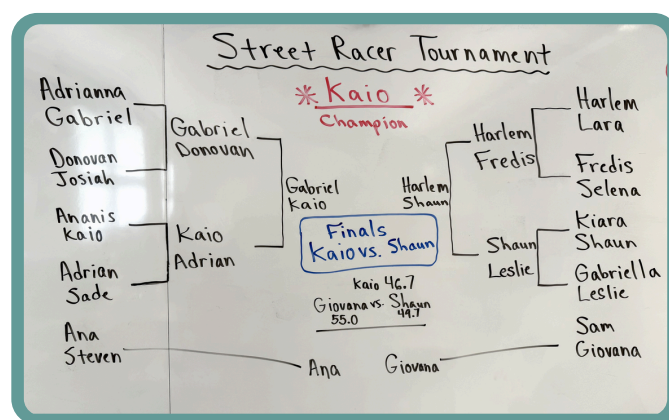 Street Racer Tournament
Kaio
Champion
Adrianna
Gabriel
Donovan
Josiah
Ananis
Kaio
Adrian
Sade
Ana
Steven
Gabriel
Donovan
Kaio
Adrian
Gabriel
Kaio
Finals
Kaio vs. Shaun
Kaio 46.7
Giovana vs. Shaun
55.0 49.7
Ana
Giovana
Harlem
Shaun
Harlem
Fredis
Shaun
Leslie
Harlem
Lara
Fredis
Selena
Kiara
Shaun
Gabriella
Leslie
Sam
Giovana